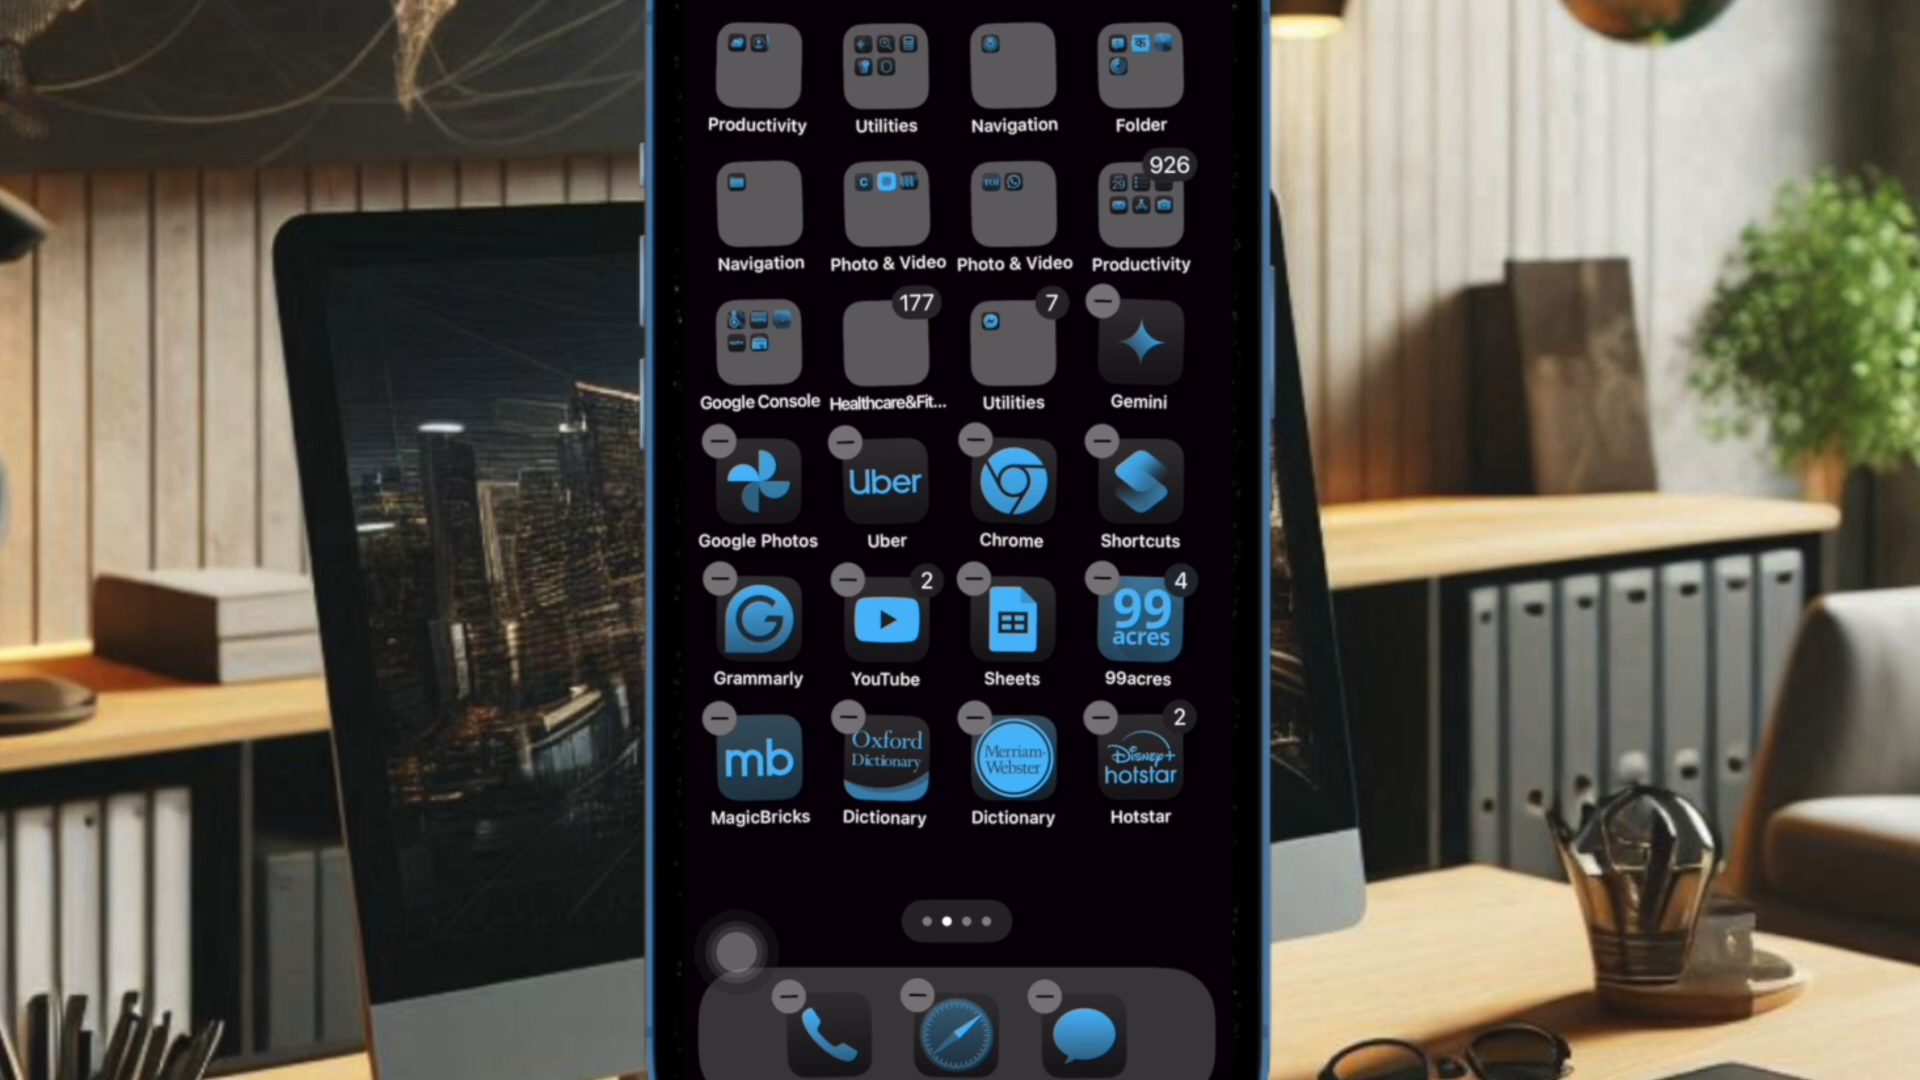 Productivity
Utilities
Navigation
Folder
क
926
C
TOI
29
Navigation
Photo & Video
Photo & Video
Productivity
177
7
Google Console
Healthcare&Fit...
Utilities
Gemini
Uber
Google Photos
Uber
Chrome
Shortcuts
2
4
99
acres
Grammarly
YouTube
Sheets
99acres
2
mb
Oxford
Dictionary
Merriam-
Webster
Disney+
hotstar
MagicBricks
Dictionary
Dictionary
Hotstar